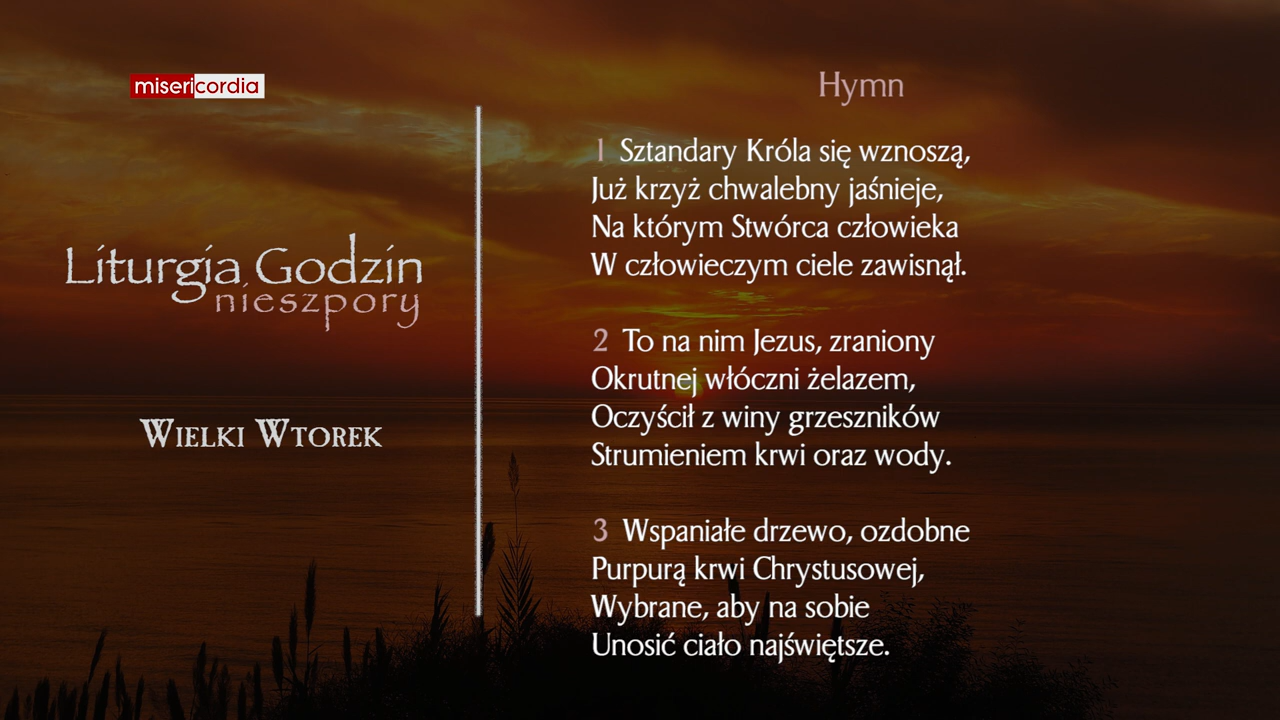 misericordia
Liturgia Godzin
nieszpory
Wielki Wtorek
Hymn
1 Sztandary Króla się wznoszą,
Już krzyż chwalebny jaśnieje,
Na którym Stwórca człowieka
W człowieczym ciele zawisnął.
2 To na nim Jezus, zraniony
Okrutnej włóczni żelazem,
Oczyścił z winy grzeszników
Strumieniem krwi oraz wody.
3 Wspaniałe drzewo, ozdobne
Purpurą krwi Chrystusowej,
Wybrane, aby na sobie
Unosić ciało najświętsze.